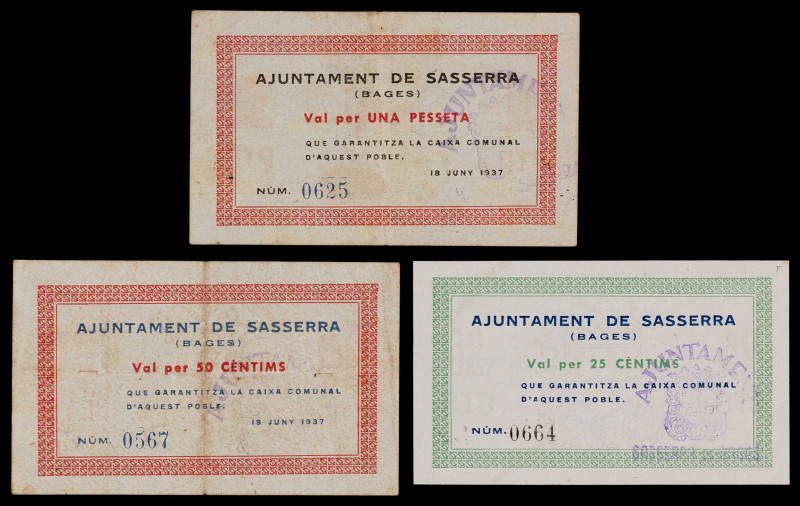 AJUNTAMENT DE SASSERRA
(BAGES)
Val per UNA PESSETA
QUE GARANTITZA LA CAIXA COMUNAL
D'AQUEST POBLE.
18 JUNY 1937
NÚM. 0625
AJUNTAMENT
AJUNTAMENT DE SASSERRA
(BAGES)
Val per 50 CÈNTIMS
QUE GARANTITZA LA CAIXA COMUNAL
D'AQUEST POBLE.
18 JUNY 1937
NÚM. 0567
AJUNTAMENT
AJUNTAMENT DE SASSERRA
(BAGES)
Val per 25 CÈNTIMS
QUE GARANTITZA LA CAIXA COMUNAL
D'AQUEST POBLE.
NÚM. 0664
AJUNTAMENT